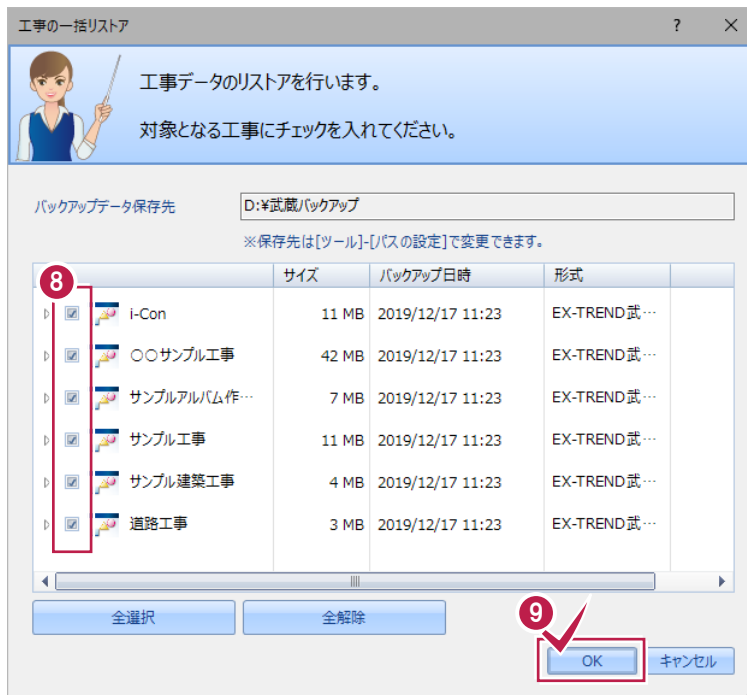 工事の一括リストア ? ×
工事データのリストアを行います。
対象となる工事にチェックを入れてください。
バックアップデータ保存先 D:¥武蔵バックアップ
※保存先は[ツール]-[パスの設定]で変更できます。
8
サイズ バックアップ日時 形式
i-Con 11 MB 2019/12/17 11:23 EX-TREND武…
○○サンプル工事 42 MB 2019/12/17 11:23 EX-TREND武…
サンプルアルバム作… 7 MB 2019/12/17 11:23 EX-TREND武…
サンプル工事 11 MB 2019/12/17 11:23 EX-TREND武…
サンプル建築工事 4 MB 2019/12/17 11:23 EX-TREND武…
道路工事 3 MB 2019/12/17 11:23 EX-TREND武…
全選択 全解除
9
OK キャンセル